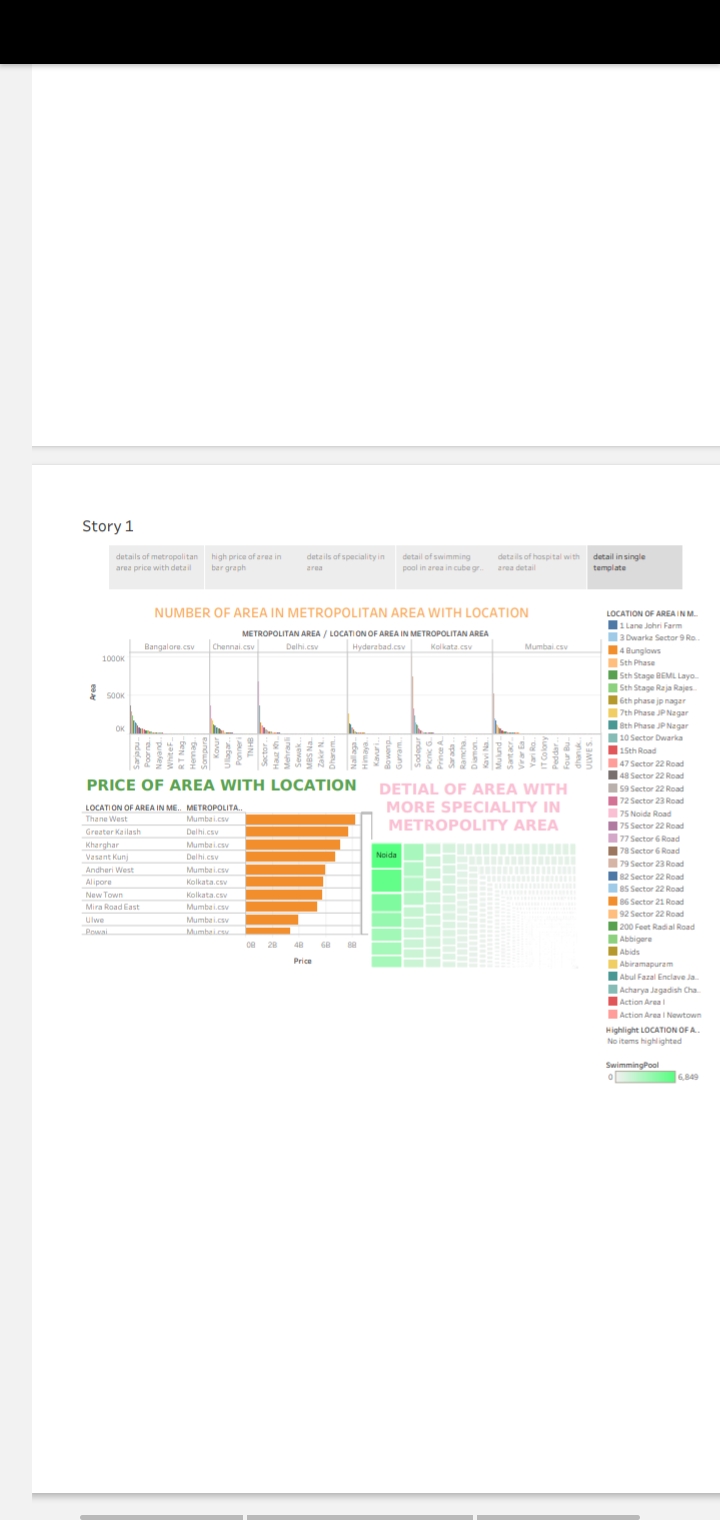 Story 1
details of metropolitan
area price with detail
high price of area in
bar graph
details of speciality in
area
detail of swimming
pool in area in cube gr..
details of hospital with
area detail
detail in single
template
NUMBER OF AREA IN METROPOLITAN AREA WITH LOCATION
METROPOLITAN AREA / LOCATION OF AREA IN METROPOLITAN AREA
Bangalore.csv Chennai.csv Delhi.csv Hyderabad.csv Kolkata.csv Mumbai.csv
1000K
500K
0K
Area
Sarjapu..
Poorna..
Nayand..
WhiteF..
R T Nag..
Hennag..
Sompura
Kovur
Ullagar..
Ponneri
TNHB
Sector..
Hauz Kh..
Mehrauli
Sewak..
MBS Na..
Zakir N..
Dharam..
Nallaga..
Himaya..
Kavuri..
Bowenp..
Gumam..
Sodepur
Picnic G..
Prince A..
Sarada..
Ramcha..
Diamon..
Kavi Na..
Mulund..
Santacr..
Virar Ea..
Yari Ro..
IT Colony
Peddar..
Four Bu..
dhanuk..
ULWE S..
PRICE OF AREA WITH LOCATION
LOCATION OF AREA IN ME.. METROPOLITA..
Thane West Mumbai.csv
Greater Kailash Delhi.csv
Kharghar Mumbai.csv
Vasant Kunj Delhi.csv
Andheri West Mumbai.csv
Alipore Kolkata.csv
New Town Kolkata.csv
Mira Road East Mumbai.csv
Ulwe Mumbai.csv
Powai Mumbai.csv
0B 2B 4B 6B 8B
Price
DETIAL OF AREA WITH
MORE SPECIALITY IN
METROPOLITY AREA
Noida
LOCATION OF AREA IN M..
1 Lane Johri Farm
3 Dwarka Sector 9 Ro..
4 Bunglows
5th Phase
5th Stage BEML Layo..
5th Stage Raja Rajes..
6th phase jp nagar
7th Phase JP Nagar
8th Phase JP Nagar
10 Sector Dwarka
15th Road
47 Sector 22 Road
48 Sector 22 Road
59 Sector 22 Road
72 Sector 23 Road
75 Noida Road
75 Sector 22 Road
77 Sector 6 Road
78 Sector 6 Road
79 Sector 23 Road
82 Sector 22 Road
85 Sector 22 Road
86 Sector 21 Road
92 Sector 22 Road
200 Feet Radial Road
Abbigere
Abids
Abiramapuram
Abul Fazal Enclave Ja..
Acharya Jagadish Cha..
Action Area I
Action Area I Newtown
Highlight LOCATION OF A..
No items highlighted
SwimmingPool
0 6,849